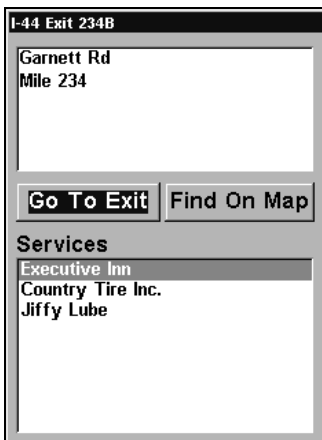 I-44 Exit 234B
Garnett Rd
Mile 234
Go To Exit Find On Map
Services
Executive Inn
Country Tire Inc.
Jiffy Lube